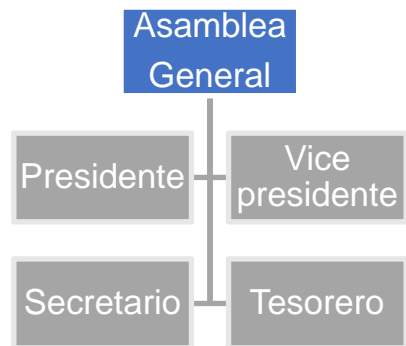 Asamblea
General
Presidente
Vice
presidente
Secretario
Tesorero